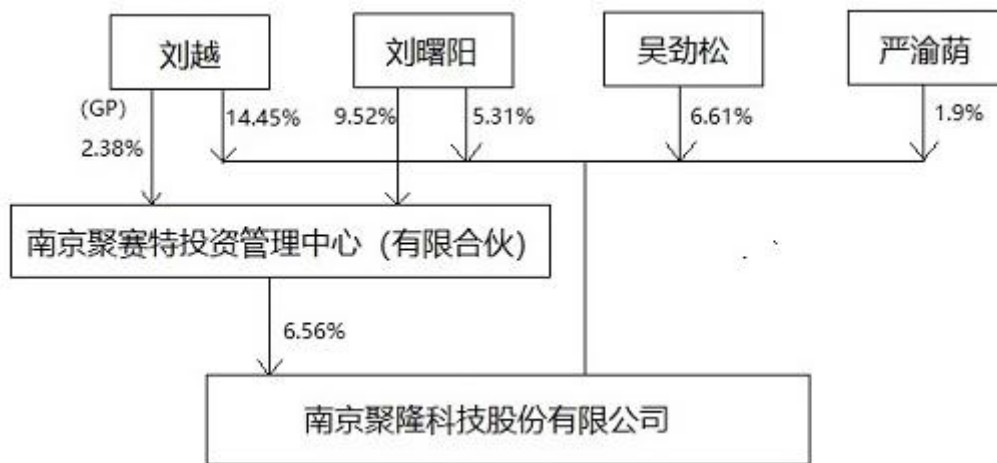 刘越
刘曙阳
吴劲松
严渝荫
(GP)
2.38%
14.45%
9.52%
5.31%
6.61%
1.9%
南京聚赛特投资管理中心（有限合伙）
6.56%
南京聚隆科技股份有限公司